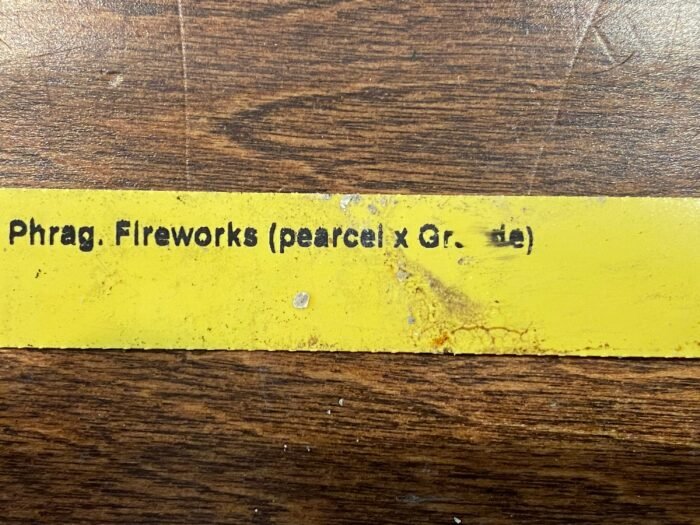 Phrag. Fireworks (pearcei x